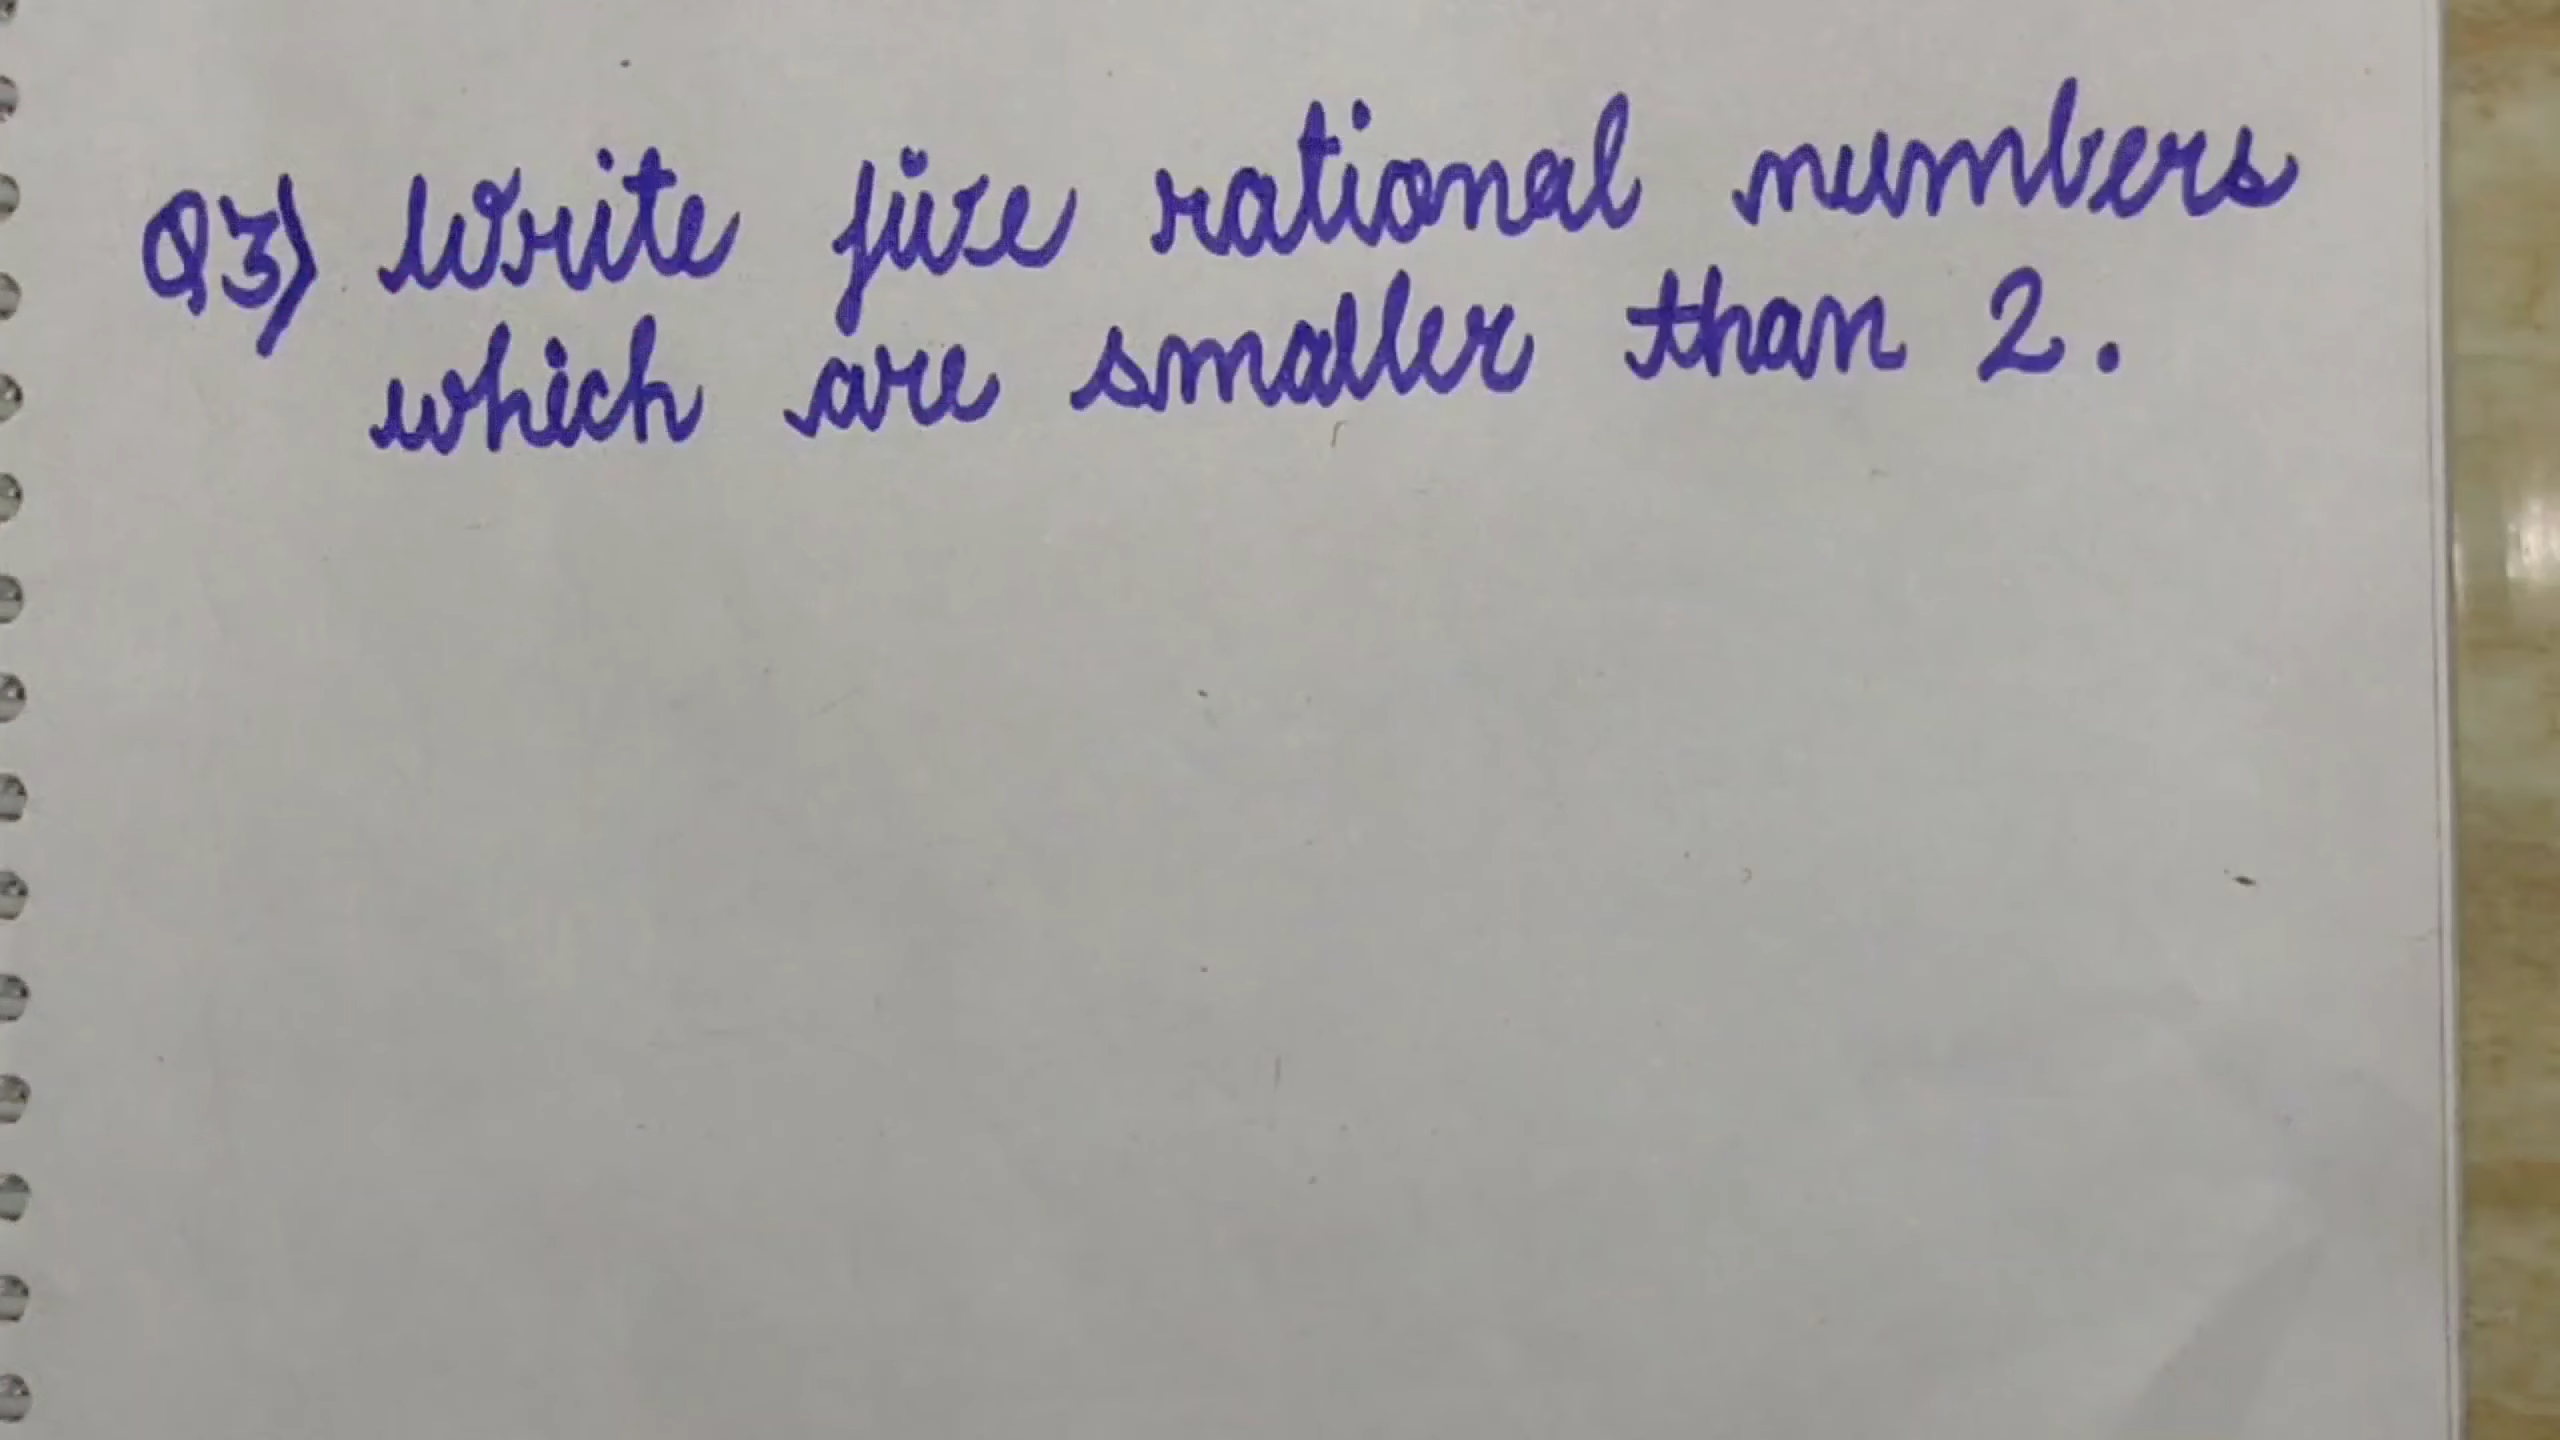 Q3) Write five rational numbers
which are smaller than 2.